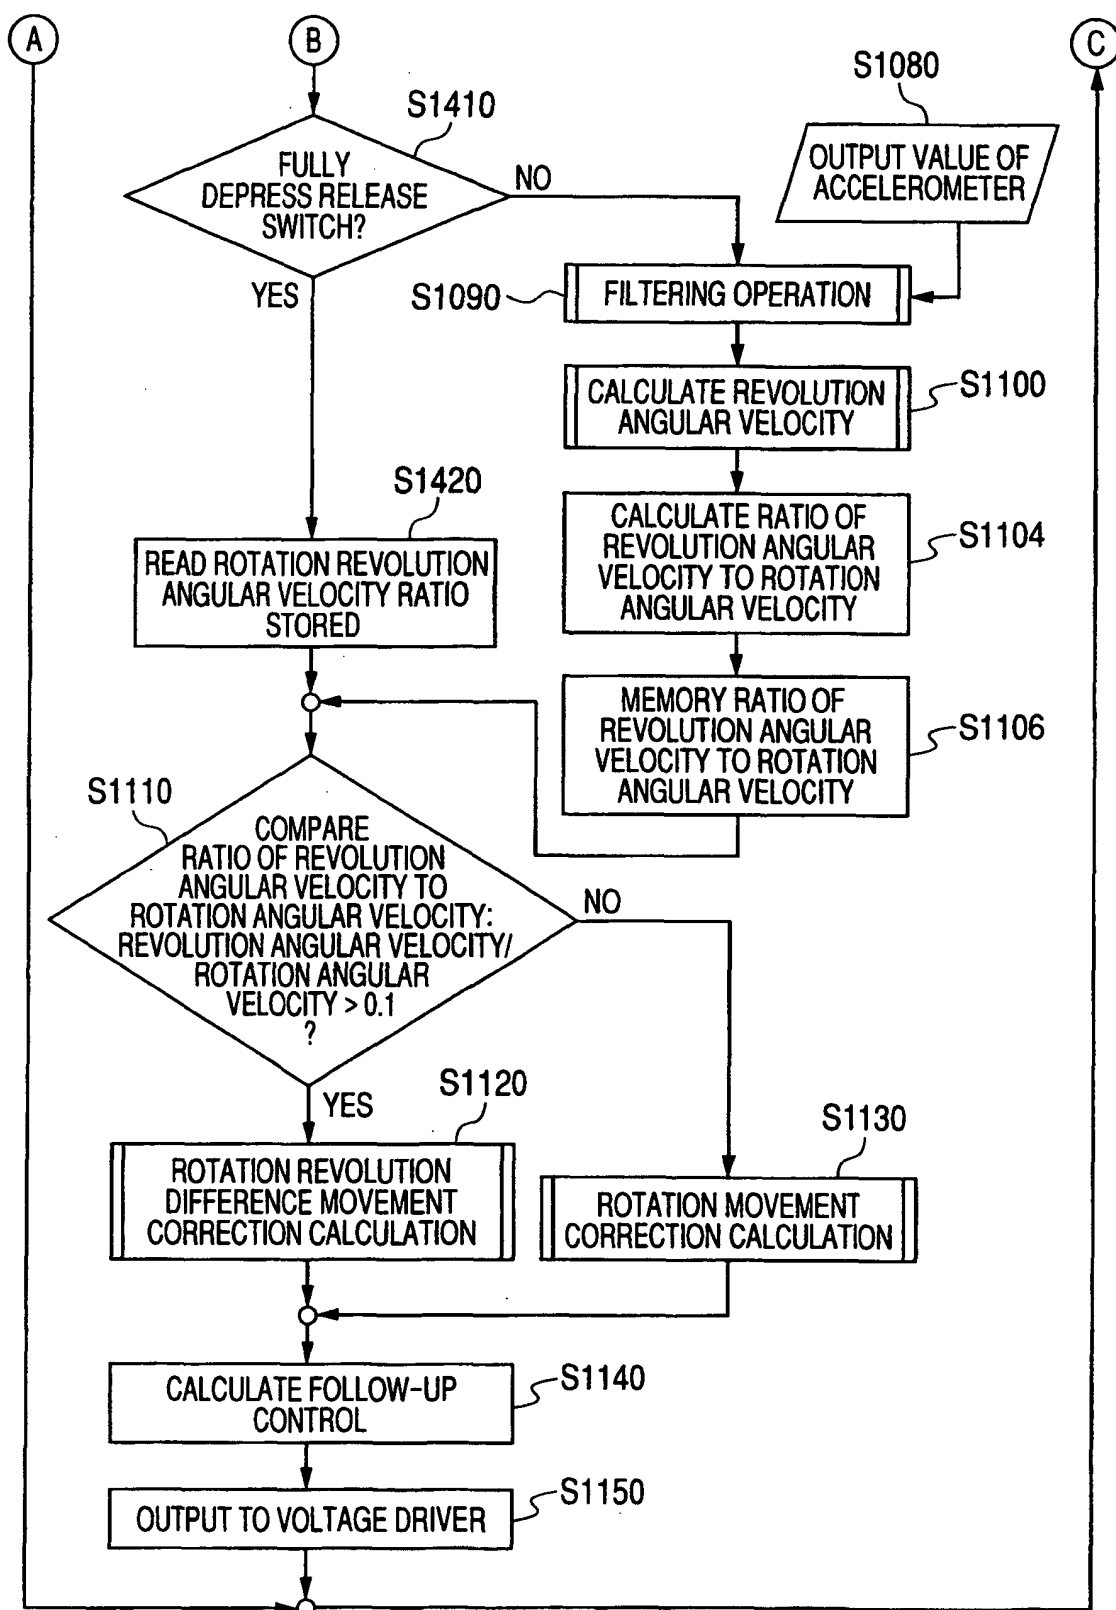 A
B
C
S1080
S1410
OUTPUT VALUE OF
ACCELEROMETER
FULLY
DEPRESS RELEASE
SWITCH?
NO
YES
S1090
FILTERING OPERATION
S1100
CALCULATE REVOLUTION
ANGULAR VELOCITY
S1420
READ ROTATION REVOLUTION
ANGULAR VELOCITY RATIO
STORED
S1104
CALCULATE RATIO OF
REVOLUTION ANGULAR
VELOCITY TO ROTATION
ANGULAR VELOCITY
S1106
MEMORY RATIO OF
REVOLUTION ANGULAR
VELOCITY TO ROTATION
ANGULAR VELOCITY
S1110
COMPARE
RATIO OF REVOLUTION
ANGULAR VELOCITY TO
ROTATION ANGULAR VELOCITY:
REVOLUTION ANGULAR VELOCITY/
ROTATION ANGULAR
VELOCITY > 0.1
?
NO
YES
S1120
ROTATION REVOLUTION
DIFFERENCE MOVEMENT
CORRECTION CALCULATION
S1130
ROTATION MOVEMENT
CORRECTION CALCULATION
CALCULATE FOLLOW-UP
CONTROL
S1140
OUTPUT TO VOLTAGE DRIVER
S1150